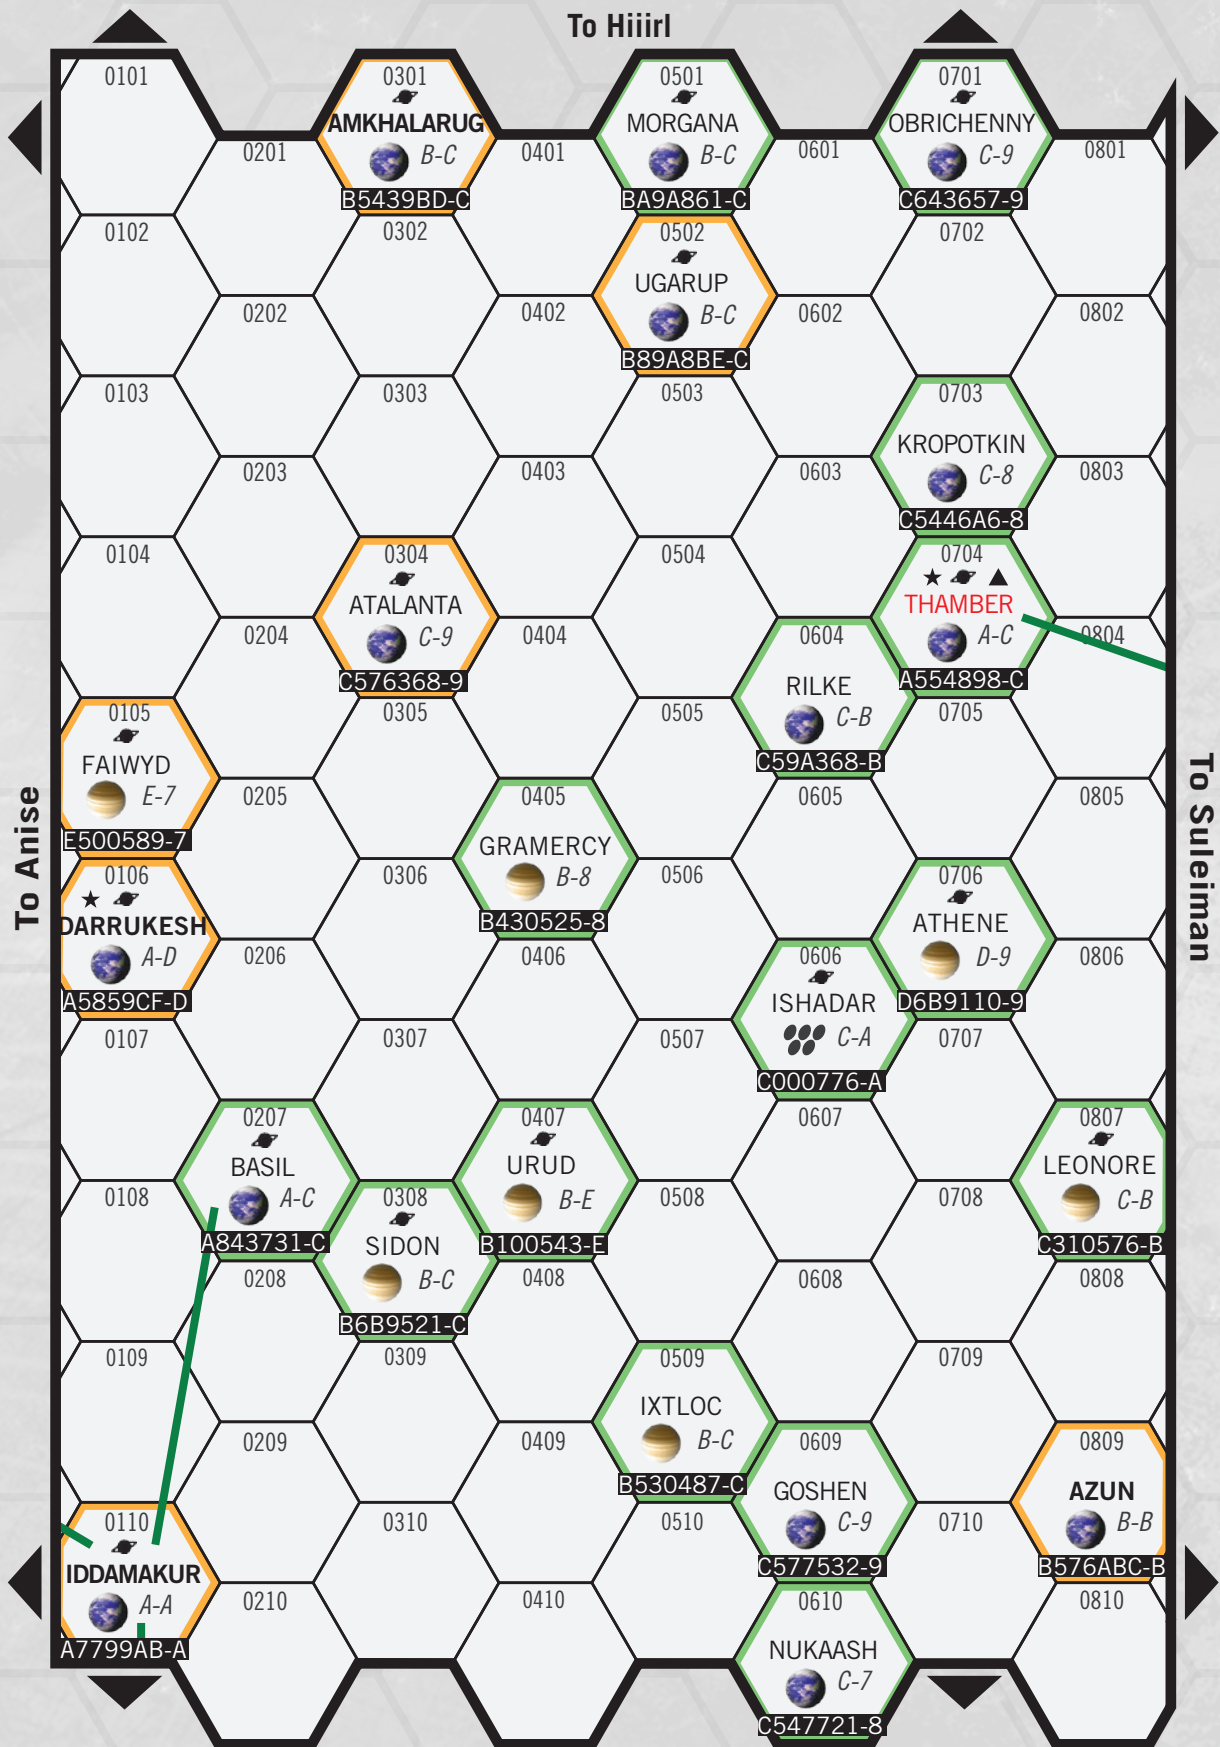 To Hiiirl
0101
0301
AMKHALARUG
B-C
B5439BD-C
0501
MORGANA
B-C
BA9A861-C
0701
OBRICHENNY
C-9
C643657-9
0201
0401
0601
0801
0102
0302
0502
UGARUP
B-C
B89A8BE-C
0702
0202
0402
0602
0802
0103
0303
0503
0703
KROPOTKIN
C-8
C5446A6-8
0203
0403
0603
0803
0104
0304
ATALANTA
C-9
C576368-9
0504
0704
THAMBER
A-C
A554898-C
0204
0404
0604
RILKE
C-B
C59A368-B
0804
0105
FAIWYD
E-7
E500589-7
0305
0505
0705
0205
0405
GRAMERCY
B-8
B430525-8
0605
0805
To Anise
To Suleiman
0106
DARRUKESH
A-D
A5859CF-D
0306
0506
0706
ATHENE
D-9
D6B9110-9
0206
0406
0606
ISHADAR
C-A
C000776-A
0806
0107
0307
0507
0707
0207
BASIL
A-C
A843731-C
0407
URUD
B-E
B100543-E
0607
0807
LEONORE
C-B
C310576-B
0108
0308
SIDON
B-C
B6B9521-C
0508
0708
0208
0408
0608
0808
0109
0309
0509
IXTLOC
B-C
B530487-C
0709
0209
0409
0609
GOSHEN
C-9
C577532-9
0809
AZUN
B-B
B576ABC-B
0110
IDDAMAKUR
A-A
A7799AB-A
0310
0510
0710
0210
0410
0610
NUKAASH
C-7
C547721-8
0810